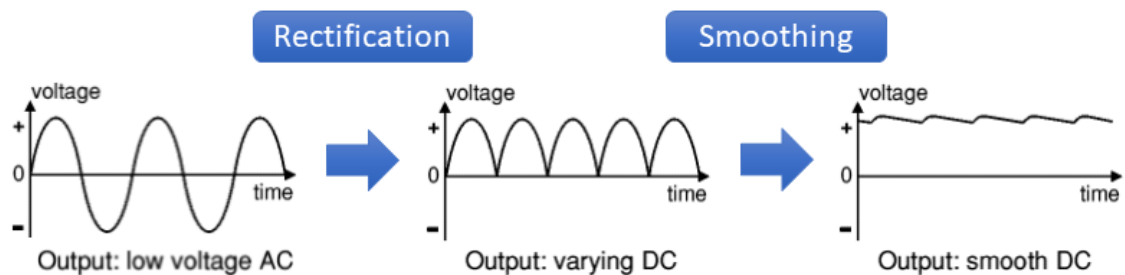 Rectification
Smoothing
voltage
+
0
time
-
Output: low voltage AC
voltage
+
0
time
-
Output: varying DC
voltage
+
0
time
-
Output: smooth DC